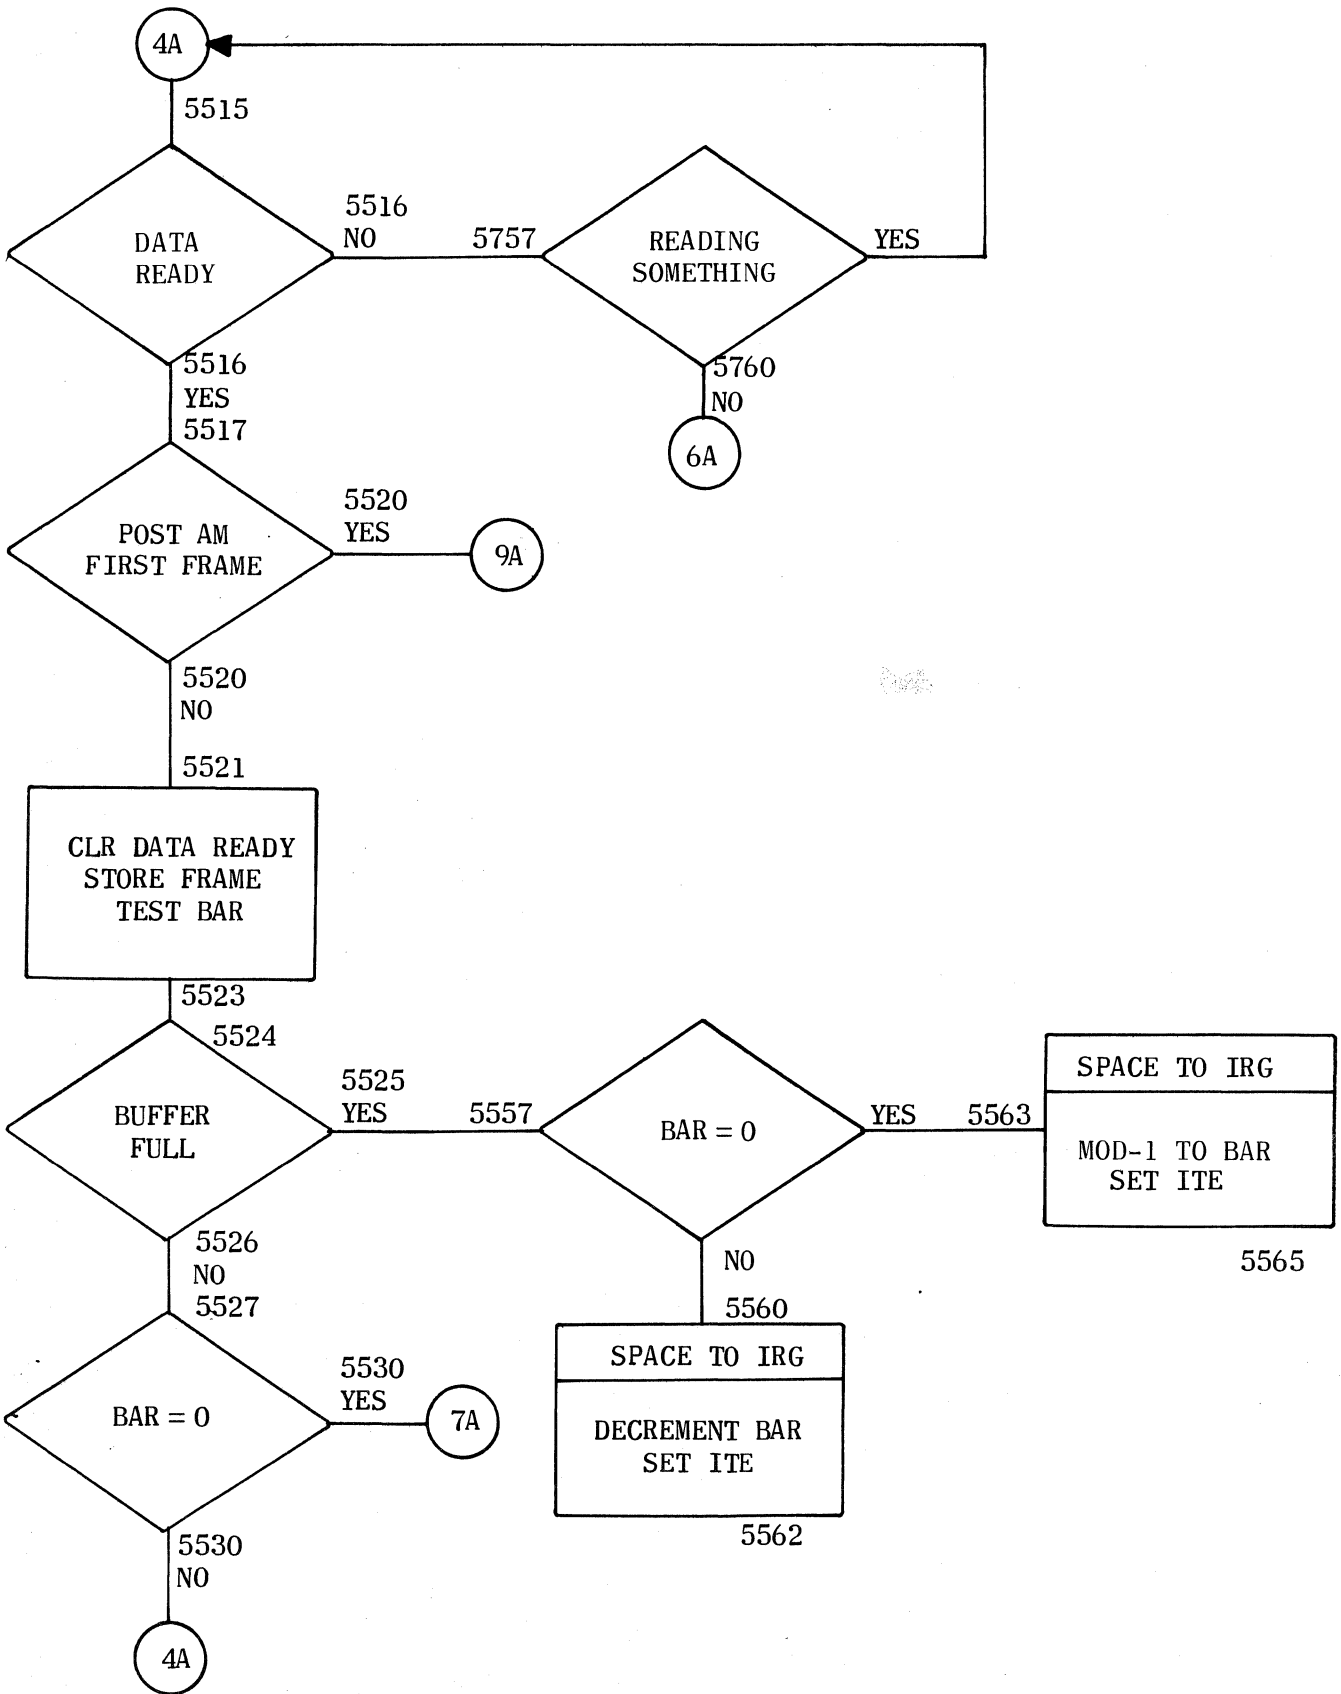 4A
5515
DATA
READY
5516
NO
5757
READING
SOMETHING
YES
5516
YES
5517
5760
NO
6A
POST AM
FIRST FRAME
5520
YES
9A
5520
NO
5521
CLR DATA READY
STORE FRAME
TEST BAR
5523
5524
BUFFER
FULL
5525
YES
5557
BAR = 0
YES
5563
SPACE TO IRG
MOD-1 TO BAR
SET ITE
5565
5526
NO
5527
NO
5560
SPACE TO IRG
DECREMENT BAR
SET ITE
5562
BAR = 0
5530
YES
7A
5530
NO
4A